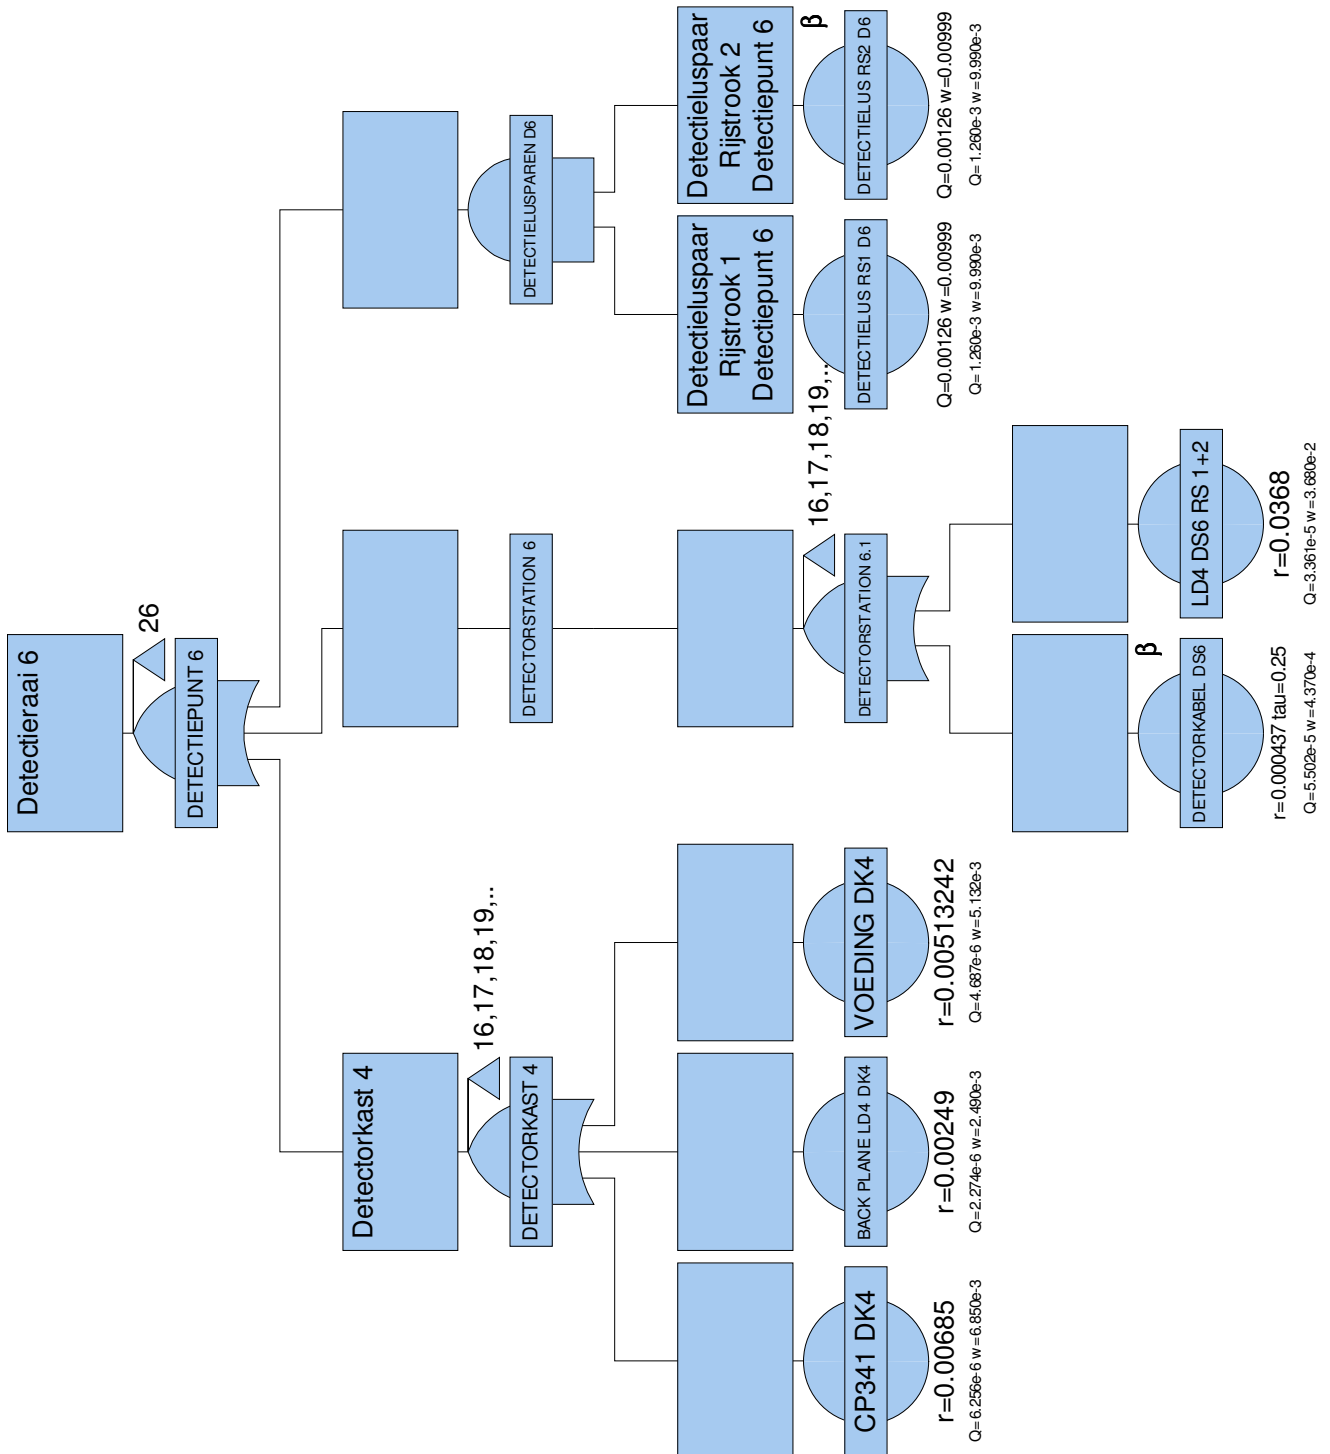 Detectieraai 6
26
DETECTIEPUNT 6
Detectorkast 4
16,17,18,19,..
DETECTORKAST 4
DETECTORSTATION 6
DETECTIELUSPAREN D6
CP341 DK4
r=0.00685
Q=6.256e-6 w=6.850e-3
BACK PLANE LD4 DK4
r=0.00249
Q=2.274e-6 w=2.490e-3
VOEDING DK4
r=0.00513242
Q=4.687e-6 w=5.132e-3
16,17,18,19,..
DETECTORSTATION 6.1
Detectieluspaar
Rijstrook 1
Detectiepunt 6
DETECTIELUS RS1 D6
Q=0.00126 w=0.00999
Q=1.260e-3 w=9.990e-3
Detectieluspaar
Rijstrook 2
Detectiepunt 6
β
DETECTIELUS RS2 D6
Q=0.00126 w=0.00999
Q=1.260e-3 w=9.990e-3
β
DETECTORKABEL DS6
r=0.000437 tau=0.25
Q=5.502e-5 w=4.370e-4
LD4 DS6 RS 1+2
r=0.0368
Q=3.361e-5 w=3.680e-2